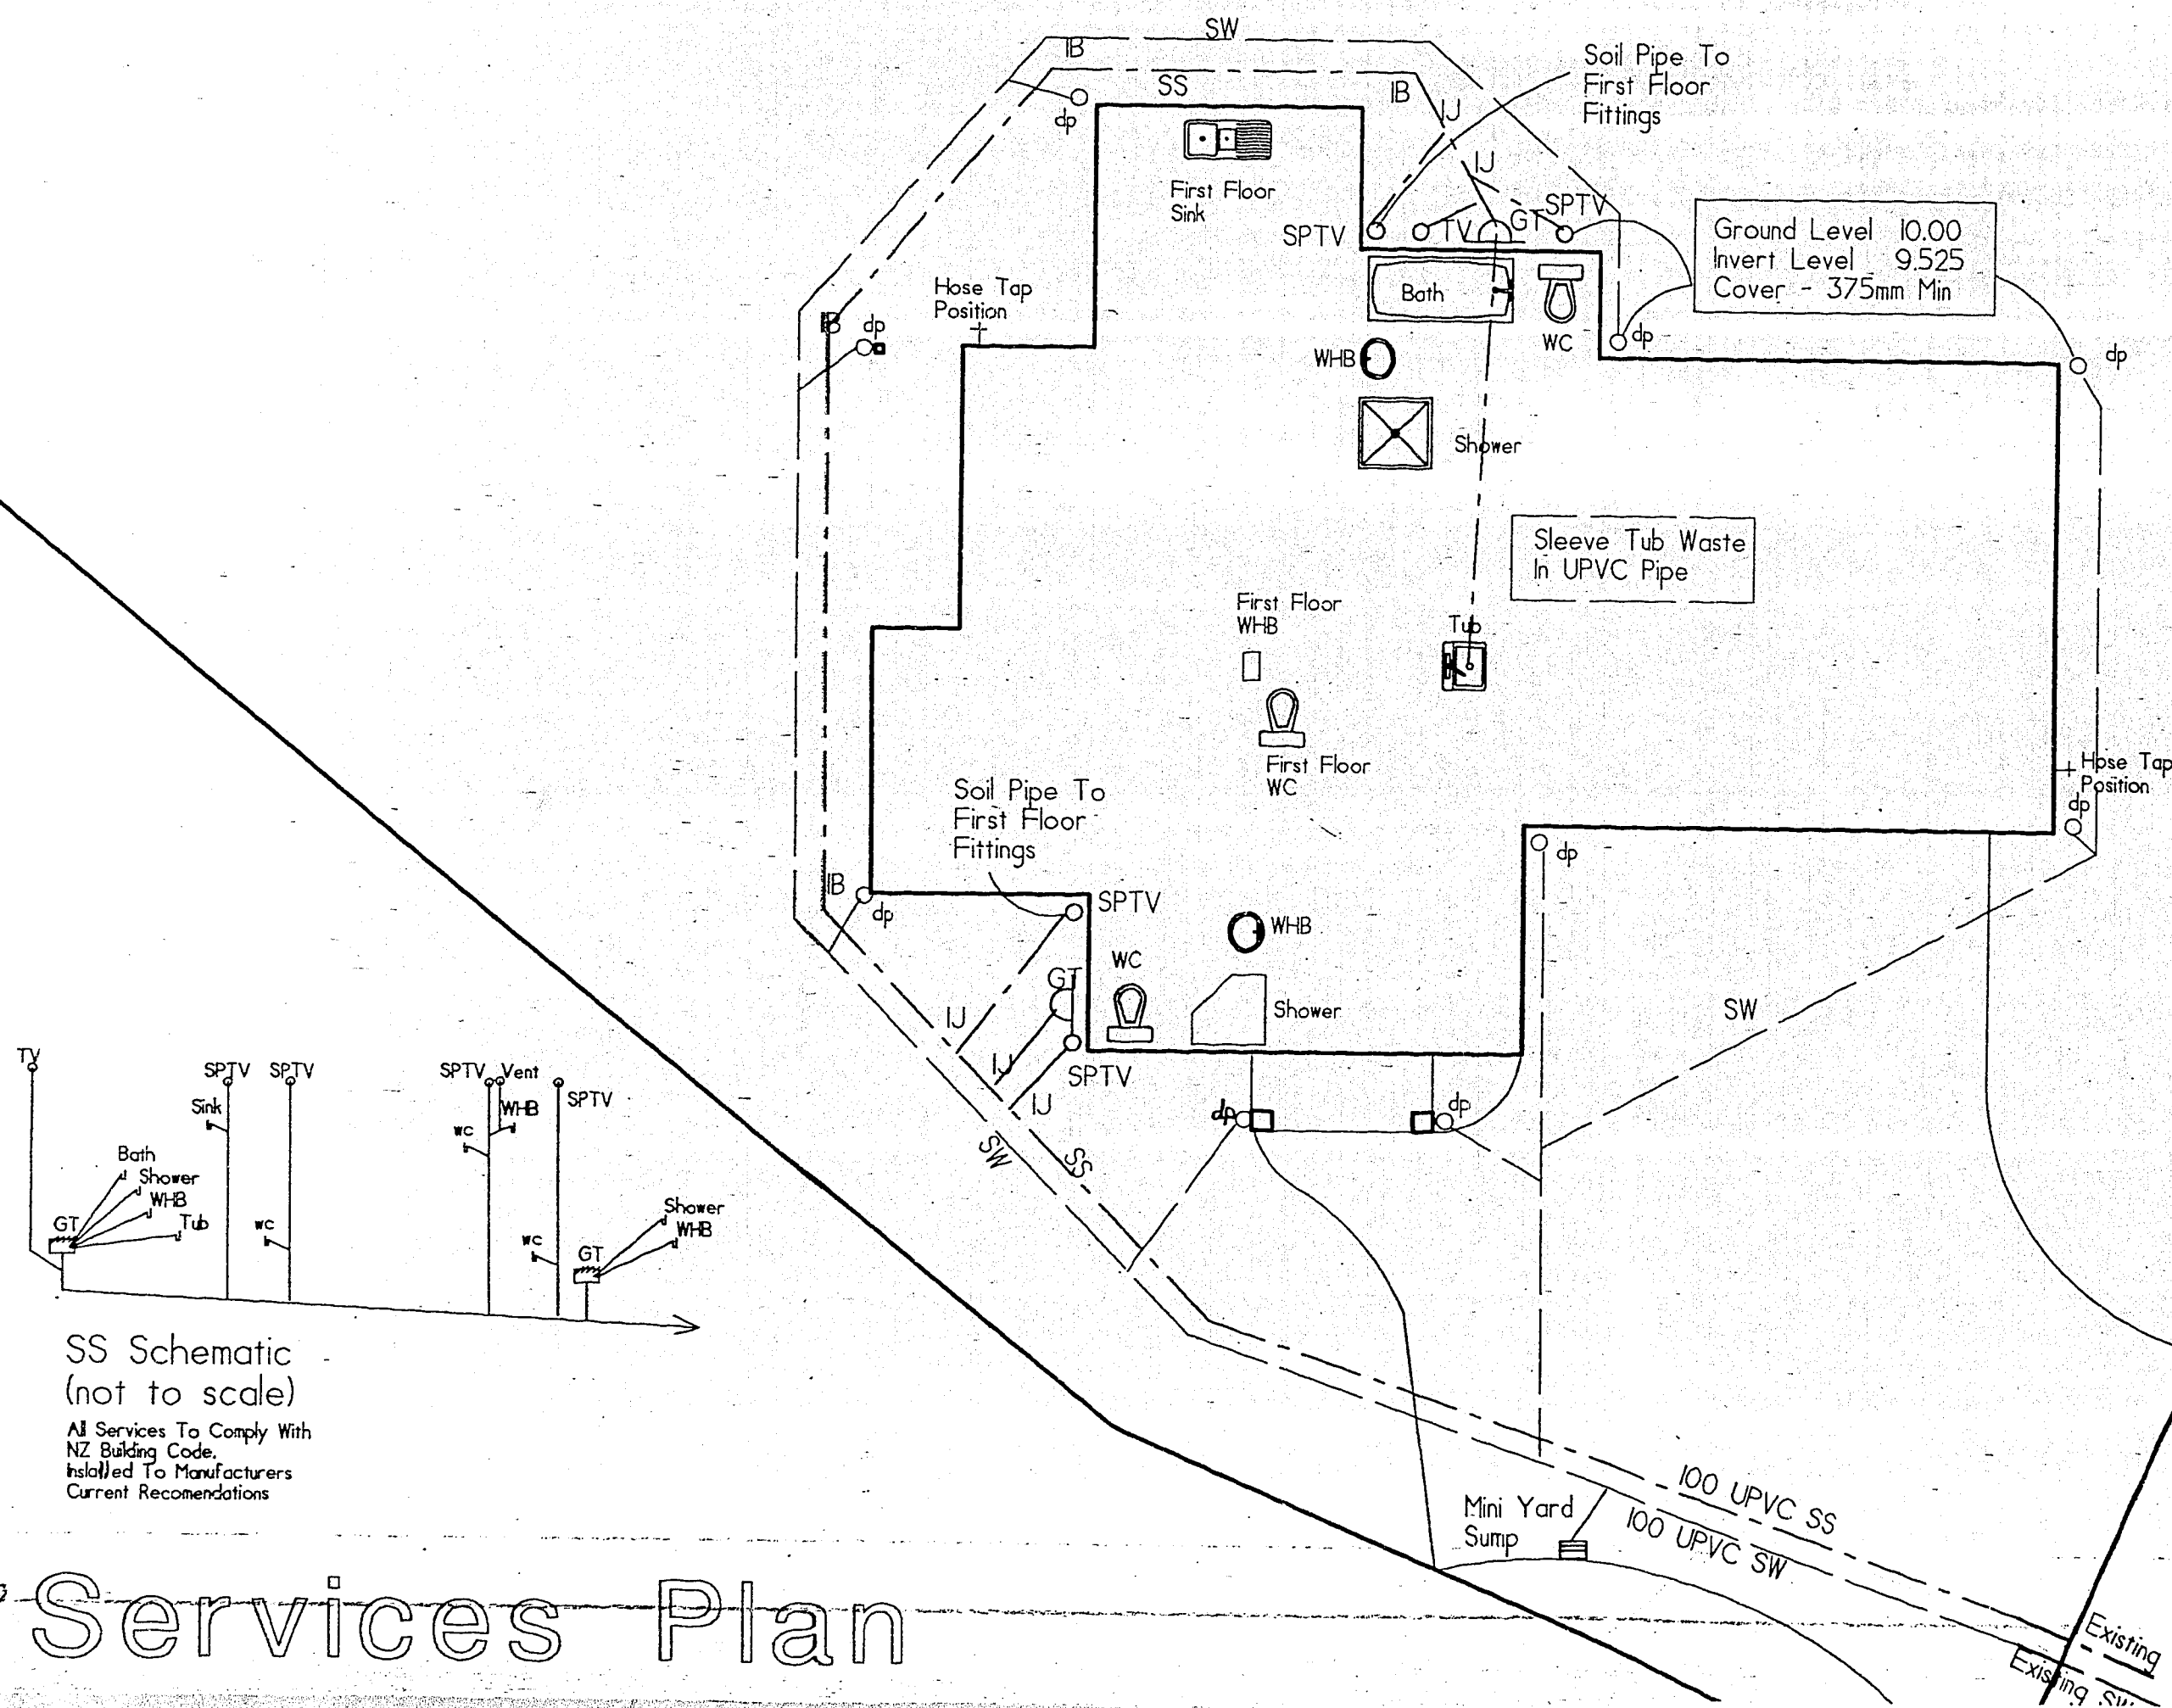 SW
IB
SS
IB
Soil Pipe To
First Floor
Fittings
dp
IJ
IJ
First Floor
Sink
SPTV
TV
GT
SPTV
Ground Level 10.00
Invert Level 9.525
Cover - 375mm Min
Hose Tap
Position
Bath
WC
IB
dp
dp
dp
WHB
Shower
Sleeve Tub Waste
In UPVC Pipe
First Floor
WHB
Tub
First Floor
WC
Hose Tap
Position
dp
Soil Pipe To
First Floor
Fittings
dp
IB
dp
SPTV
WHB
WC
GT
Shower
SW
IJ
IJ
SPTV
IJ
dp
dp
SW
SS
TV
SPTV
SPTV
SPTV
Vent
SPTV
Sink
WHB
WC
Bath
Shower
WHB
Tub
GT
WC
WC
GT
Shower
WHB
SS Schematic
(not to scale)
All Services To Comply With
NZ Building Code.
Inslalled To Manufacturers
Current Recomendations
Mini Yard
Sump
100 UPVC SS
100 UPVC SW
Existing
Existing SW
Services Plan